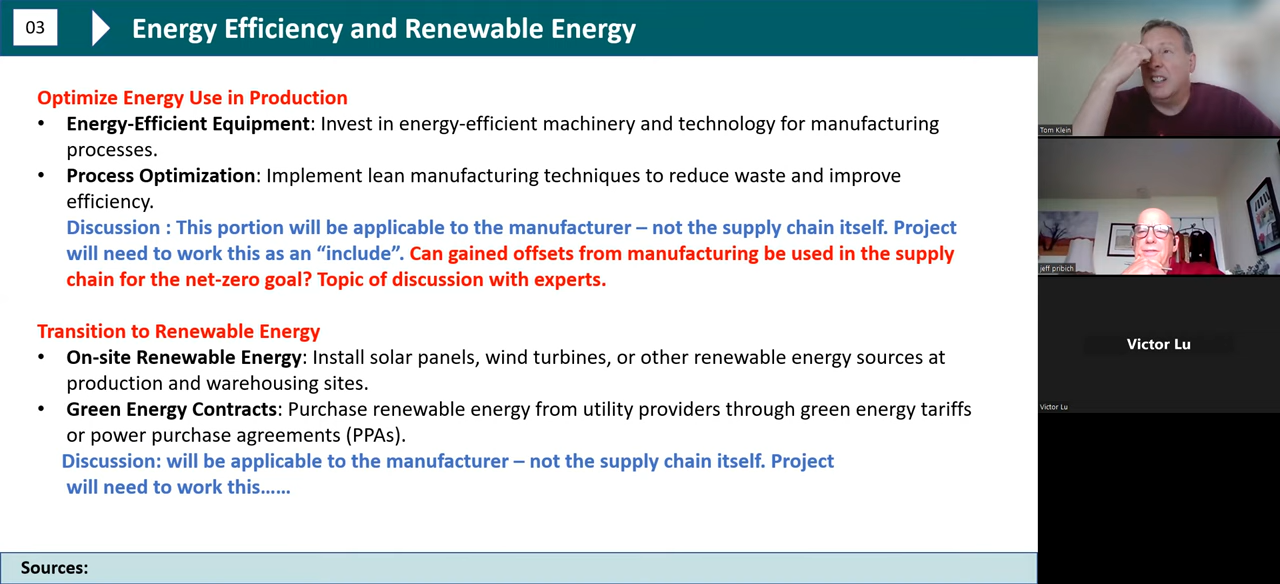 03
Energy Efficiency and Renewable Energy
Optimize Energy Use in Production
• Energy-Efficient Equipment: Invest in energy-efficient machinery and technology for manufacturing
processes.
• Process Optimization: Implement lean manufacturing techniques to reduce waste and improve
efficiency.
Discussion : This portion will be applicable to the manufacturer – not the supply chain itself. Project
will need to work this as an “include”. Can gained offsets from manufacturing be used in the supply
chain for the net-zero goal? Topic of discussion with experts.
Transition to Renewable Energy
• On-site Renewable Energy: Install solar panels, wind turbines, or other renewable energy sources at
production and warehousing sites.
• Green Energy Contracts: Purchase renewable energy from utility providers through green energy tariffs
or power purchase agreements (PPAs).
Discussion: will be applicable to the manufacturer – not the supply chain itself. Project
will need to work this……
Sources:
Tom Klein
jeff pribich
Victor Lu
Victor Lu